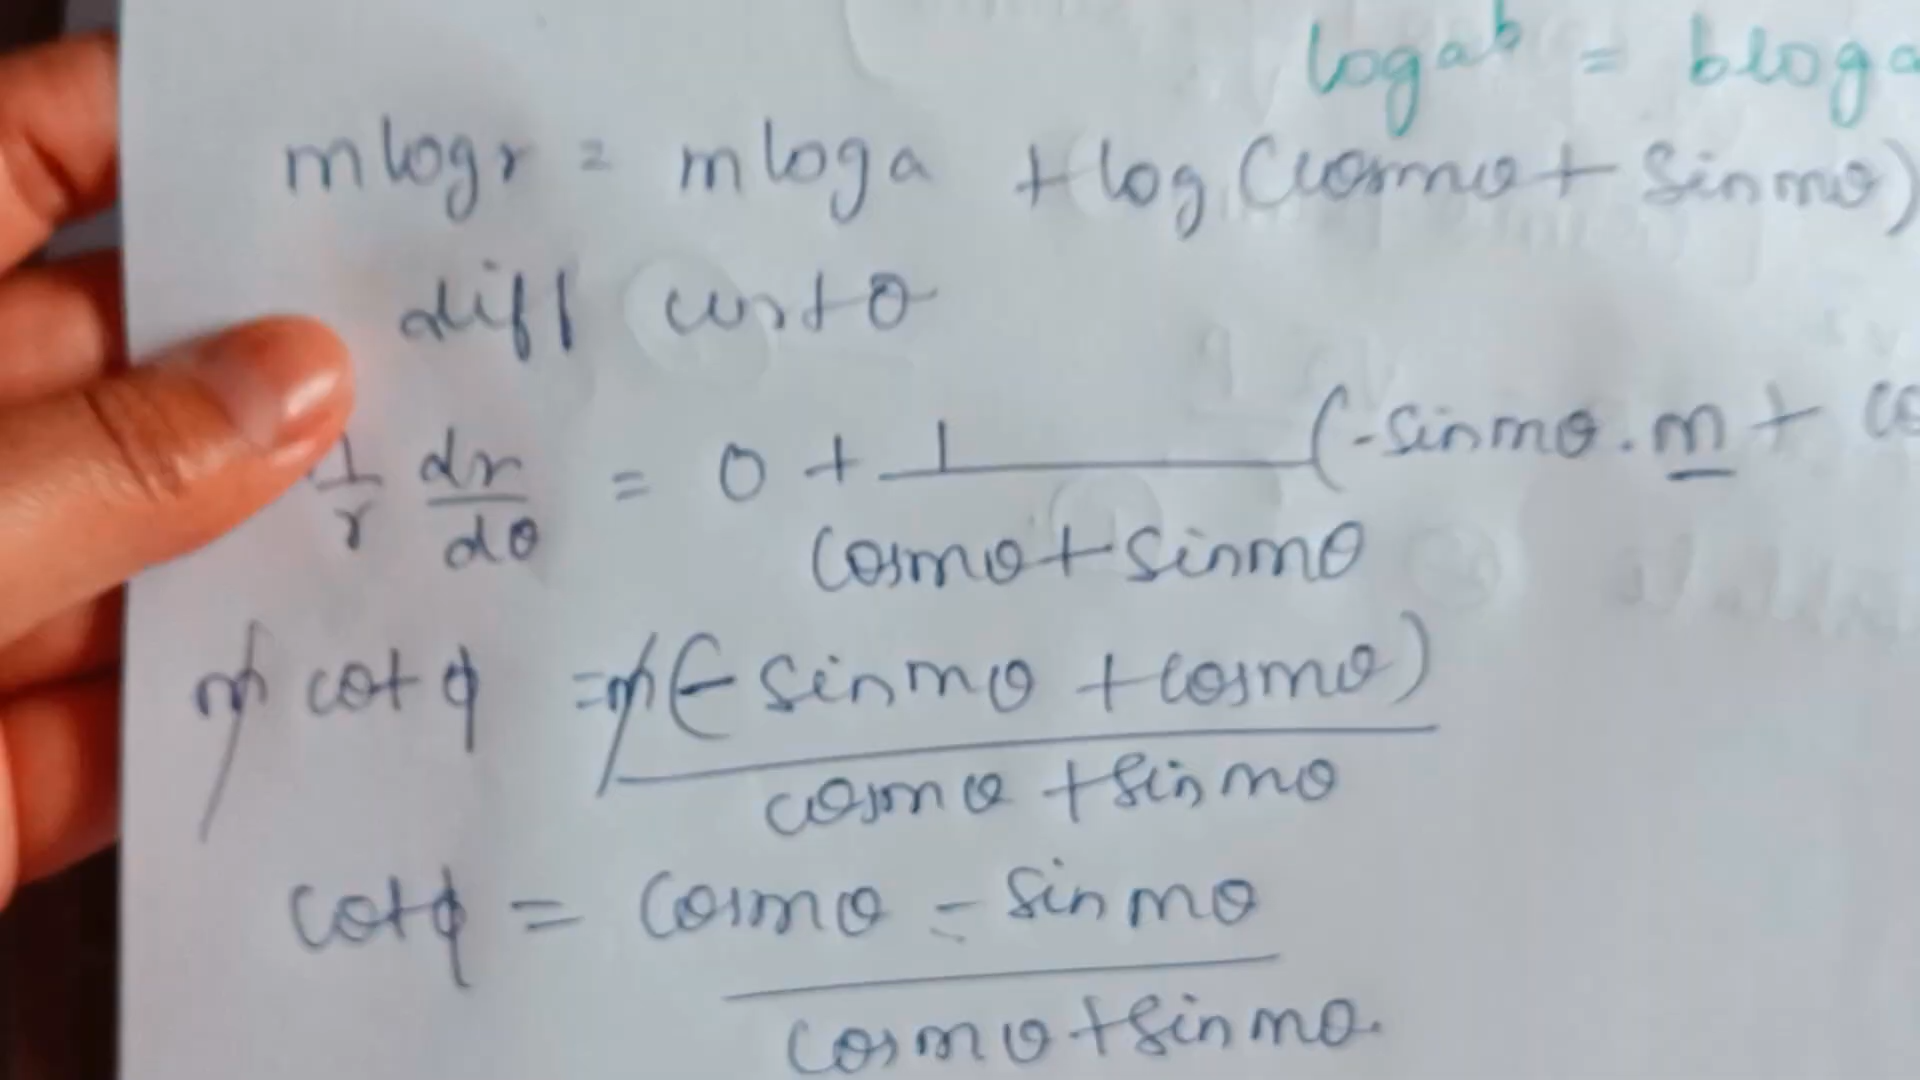 log a^b = b log a
m log r = m log a + log (cos mθ + sin mθ)
diff w r t θ
1/r dr/dθ = 0 + 1/(cos mθ + sin mθ) (-sin mθ . m + co
m cot φ = m(- sin mθ + cos mθ) / cos mθ + sin mθ
cot φ = cos mθ - sin mθ / cos mθ + sin mθ.